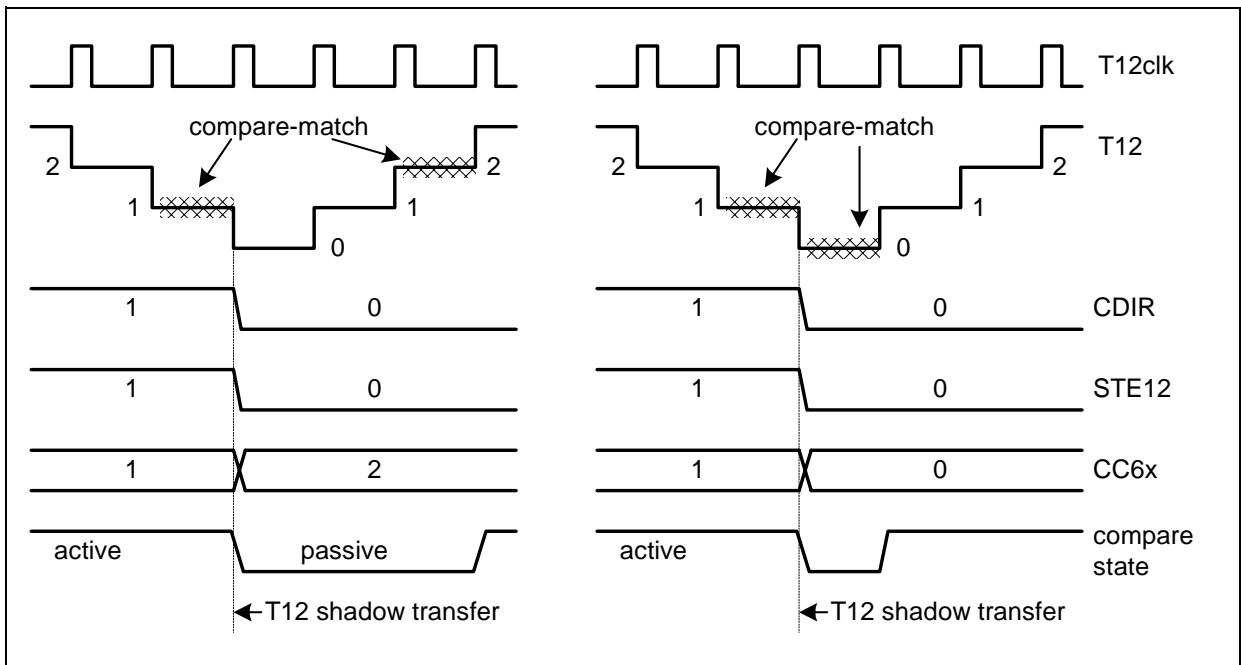 T12clk
compare-match
compare-match
T12
2
1
0
1
2
2
1
0
1
2
1
0
1
0
CDIR
1
0
1
0
STE12
1
2
1
0
CC6x
active
passive
active
compare
state
T12 shadow transfer
T12 shadow transfer